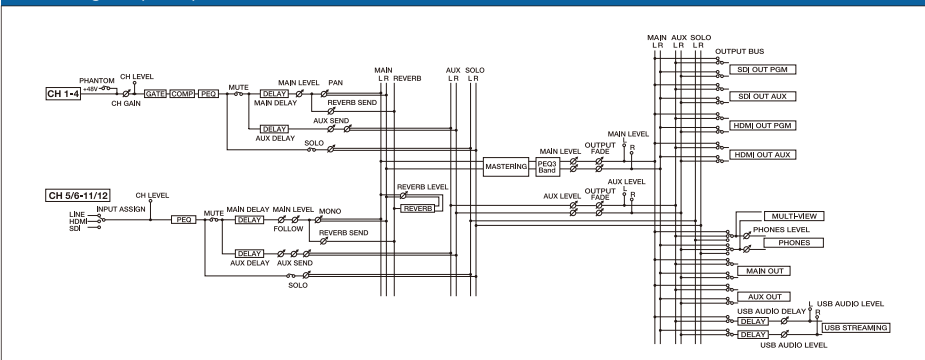 MAIN AUX SOLO
L R L R L R
OUTPUT BUS
SDI OUT PGM
SDI OUT AUX
HDMI OUT PGM
HDMI OUT AUX
MAIN
L R REVERB
AUX SOLO
L R L R
PHANTOM
+48V
CH LEVEL
CH 1-4
CH GAIN
GATE
COMP
PEQ
MUTE
DELAY
MAIN DELAY
MAIN LEVEL
PAN
REVERB SEND
DELAY
AUX DELAY
AUX SEND
SOLO
MASTERING
PEQ3
Band
MAIN LEVEL
OUTPUT
FADE
MAIN LEVEL
L R
REVERB LEVEL
REVERB
AUX LEVEL
OUTPUT
FADE
AUX LEVEL
L R
CH 5/6-11/12
CH LEVEL
INPUT ASSIGN
LINE
HDMI
SDI
PEQ
MUTE
MAIN DELAY
DELAY
MAIN LEVEL
FOLLOW
MONO
REVERB SEND
DELAY
AUX DELAY
AUX SEND
SOLO
MULTI-VIEW
PHONES LEVEL
PHONES
MAIN OUT
AUX OUT
USB AUDIO DELAY
L R
USB AUDIO LEVEL
DELAY
DELAY
USB STREAMING
USB AUDIO LEVEL